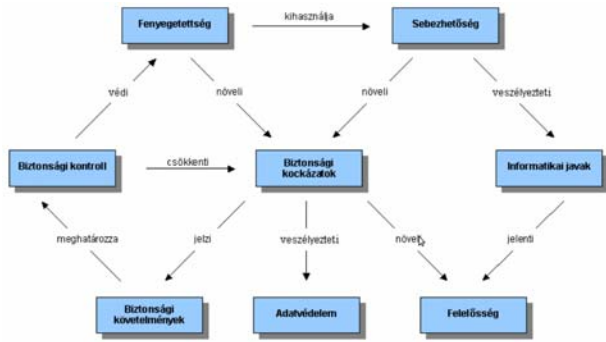 Fenyegetettség
kihasználja
Sebezhetőség
védi
növeli
növeli
veszélyezteti
Biztonsági kontroll
csökkenti
Biztonsági
kockázatok
Informatikai javak
meghatározza
jelzi
veszélyezteti
növeli
jelenti
Biztonsági
követelmények
Adatvédelem
Felelősség